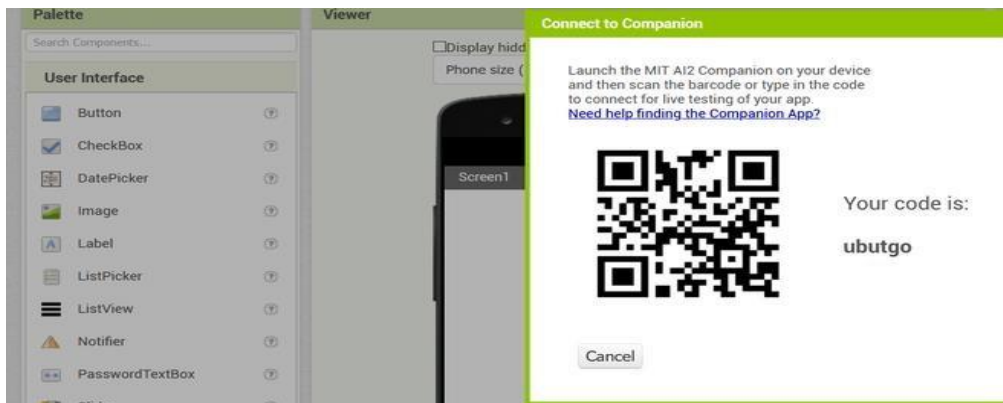 Palette
Search Components...
User Interface
Button
CheckBox
DatePicker
Image
Label
ListPicker
ListView
Notifier
PasswordTextBox
Viewer
Display hidd
Phone size (
Screen1
Connect to Companion
Launch the MIT AI2 Companion on your device
and then scan the barcode or type in the code
to connect for live testing of your app.
Need help finding the Companion App?
Your code is:
ubutgo
Cancel